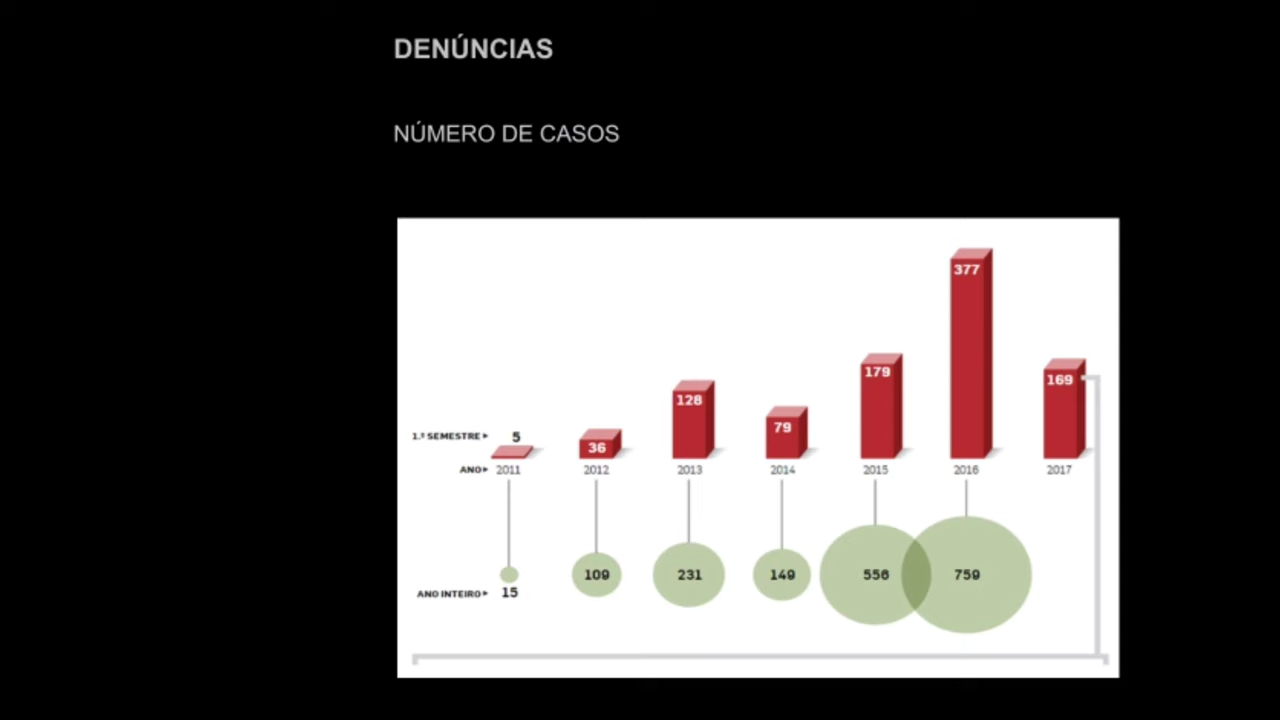 DENÚNCIAS
NÚMERO DE CASOS
377
179
169
128
79
1.º SEMESTRE
5
36
ANO 2011 2012 2013 2014 2015 2016 2017
109 231 149 556 759
ANO INTEIRO 15